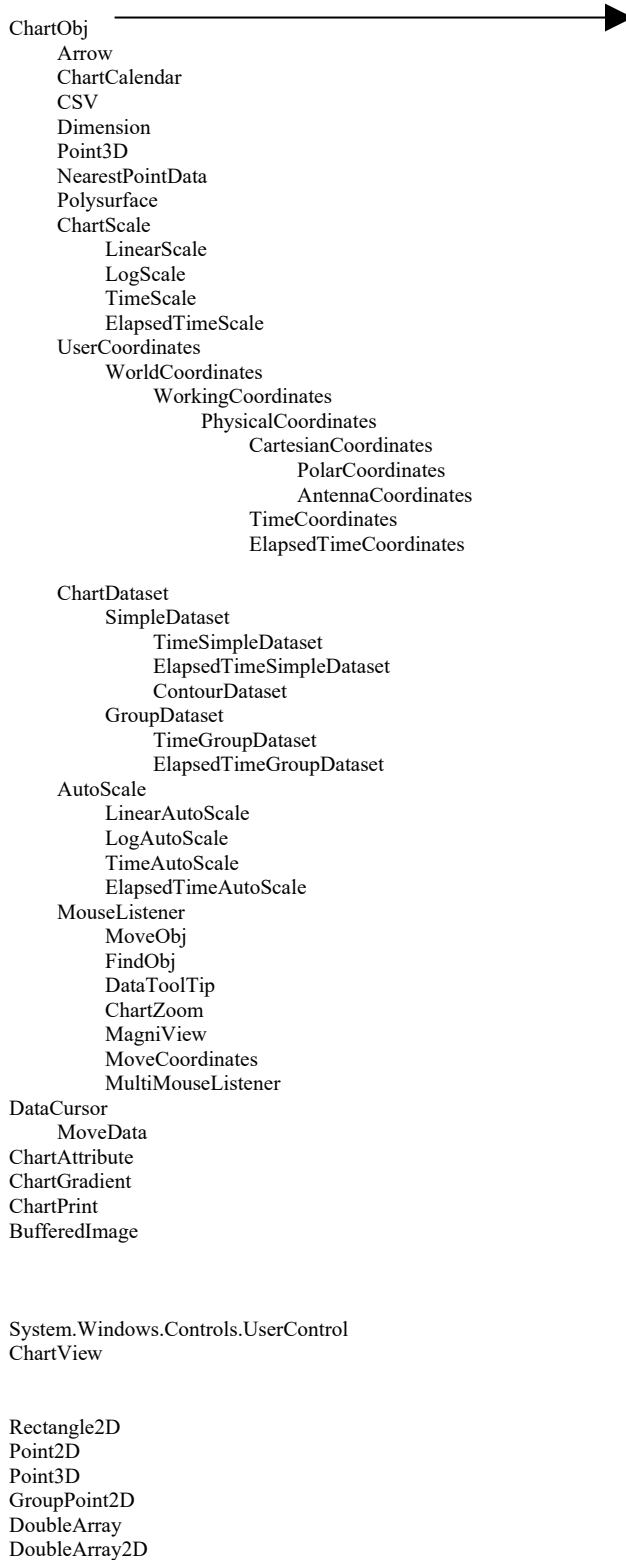 ChartObj
Arrow
ChartCalendar
CSV
Dimension
Point3D
NearestPointData
Polysurface
ChartScale
LinearScale
LogScale
TimeScale
ElapsedTimeScale
UserCoordinates
WorldCoordinates
WorkingCoordinates
PhysicalCoordinates
CartesianCoordinates
PolarCoordinates
AntennaCoordinates
TimeCoordinates
ElapsedTimeCoordinates
ChartDataset
SimpleDataset
TimeSimpleDataset
ElapsedTimeSimpleDataset
ContourDataset
GroupDataset
TimeGroupDataset
ElapsedTimeGroupDataset
AutoScale
LinearAutoScale
LogAutoScale
TimeAutoScale
ElapsedTimeAutoScale
MouseListener
MoveObj
FindObj
DataToolTip
ChartZoom
MagniView
MoveCoordinates
MultiMouseListener
DataCursor
MoveData
ChartAttribute
ChartGradient
ChartPrint
BufferedImage
System.Windows.Controls.UserControl
ChartView
Rectangle2D
Point2D
Point3D
GroupPoint2D
DoubleArray
DoubleArray2D